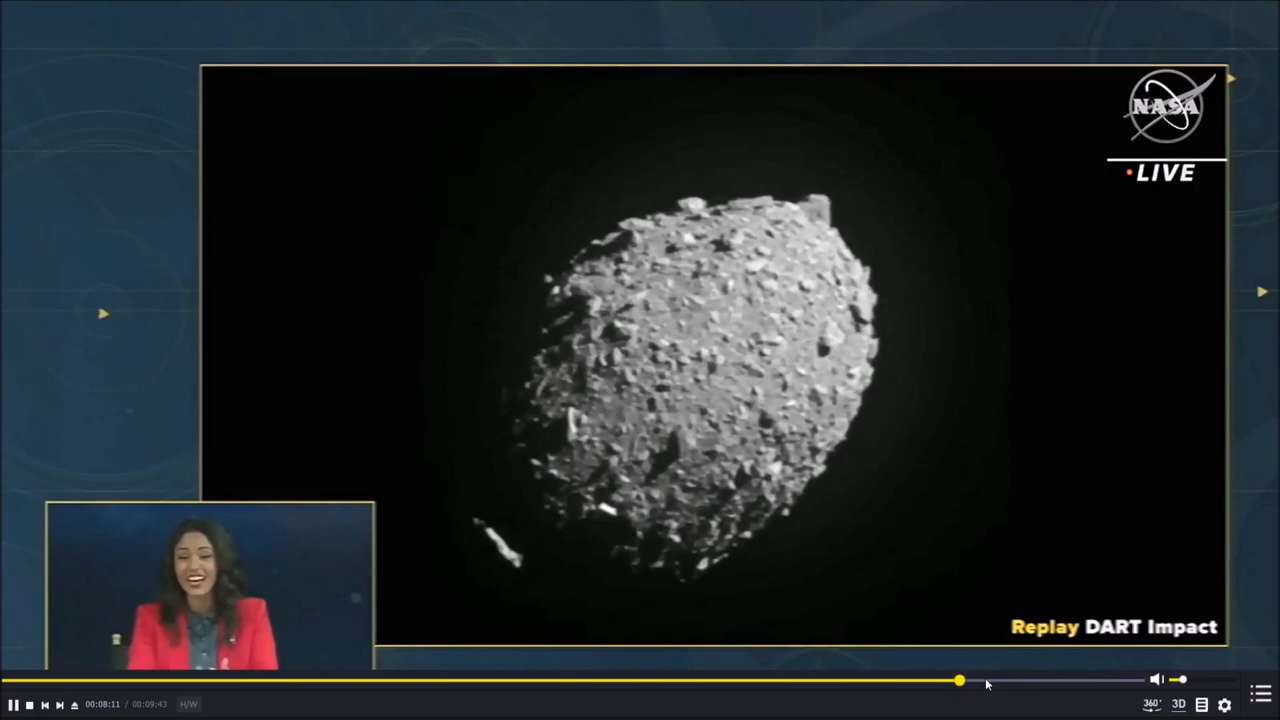 NASA
LIVE
Replay DART Impact
00:08:11 / 00:09:43 H/W
360°
3D